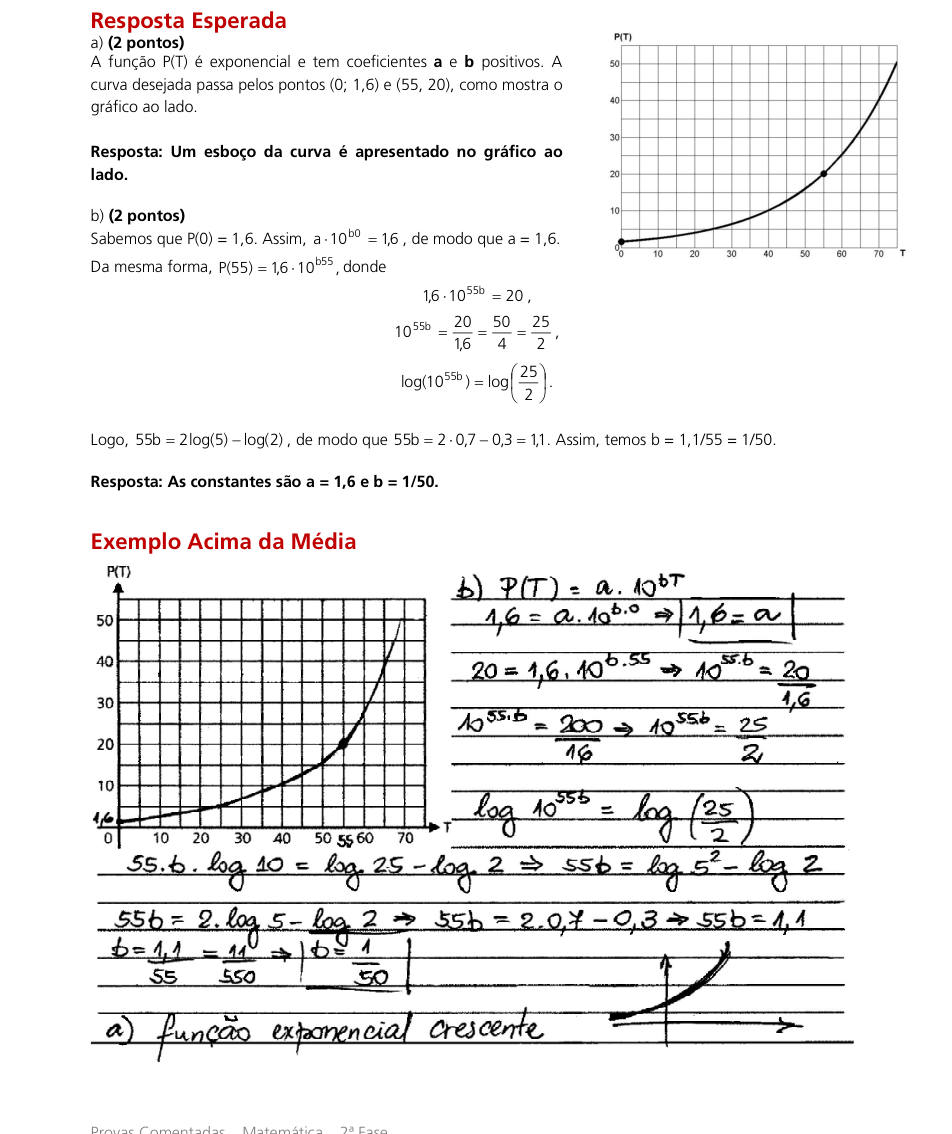 Resposta Esperada
a) (2 pontos)
A função P(T) é exponencial e tem coeficientes a e b positivos. A
curva desejada passa pelos pontos (0; 1,6) e (55, 20), como mostra o
gráfico ao lado.
Resposta: Um esboço da curva é apresentado no gráfico ao
lado.
P(T)
50
40
30
20
10
0
0 10 20 30 40 50 60 70 T
b) (2 pontos)
Sabemos que P(0) = 1,6. Assim, a · 10^{b0} = 1,6 , de modo que a = 1,6.
Da mesma forma, P(55) = 1,6 · 10^{b55}, donde
1,6 · 10^{55b} = 20 ,
10^{55b} = 20/1,6 = 50/4 = 25/2 ,
log(10^{55b}) = log(25/2).
Logo, 55b = 2log(5) – log(2) , de modo que 55b = 2 · 0,7 – 0,3 = 1,1. Assim, temos b = 1,1/55 = 1/50.
Resposta: As constantes são a = 1,6 e b = 1/50.
Exemplo Acima da Média
P(T)
50
40
30
20
10
1,6
0 10 20 30 40 50 55 60 70 T
b) P(T) = a. 10^{bT}
1,6 = a. 10^{b.0} ⇒ 1,6 = a
20 = 1,6. 10^{b.55} ⇒ 10^{55.b} = 20/1,6
10^{55.b} = 200/16 ⇒ 10^{55b} = 25/2
log 10^{55b} = log (25/2)
55.b. log 10 = log 25 - log 2 ⇒ 55b = log 5² - log 2
55b = 2. log 5 - log 2 ⇒ 55b = 2.0,7 - 0,3 ⇒ 55b = 1,1
b = 1,1/55 = 11/550 ⇒ b = 1/50
a) função exponencial crescente
Provas Comentadas Matemática 2ª Fase